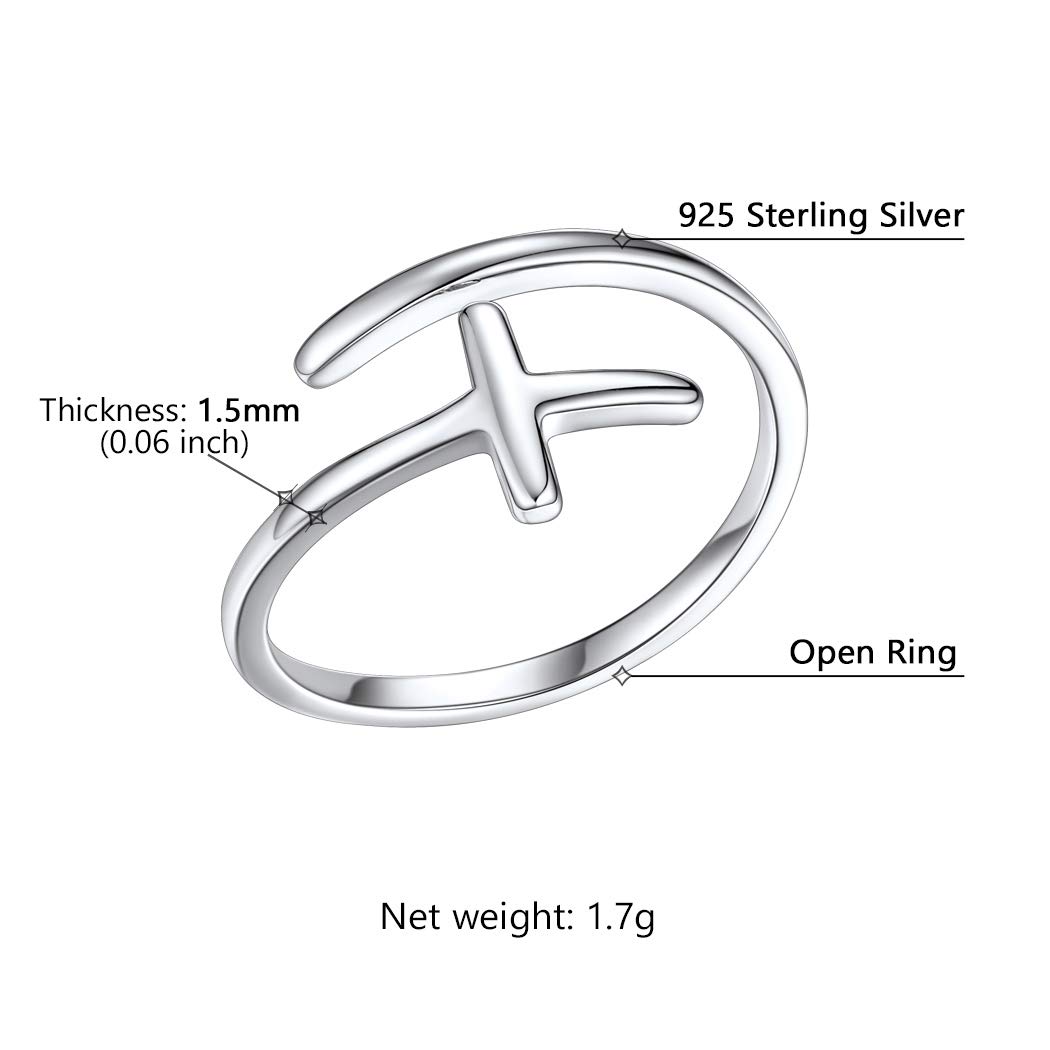 925 Sterling Silver
Thickness: 1.5mm
(0.06 inch)
Open Ring
Net weight: 1.7g